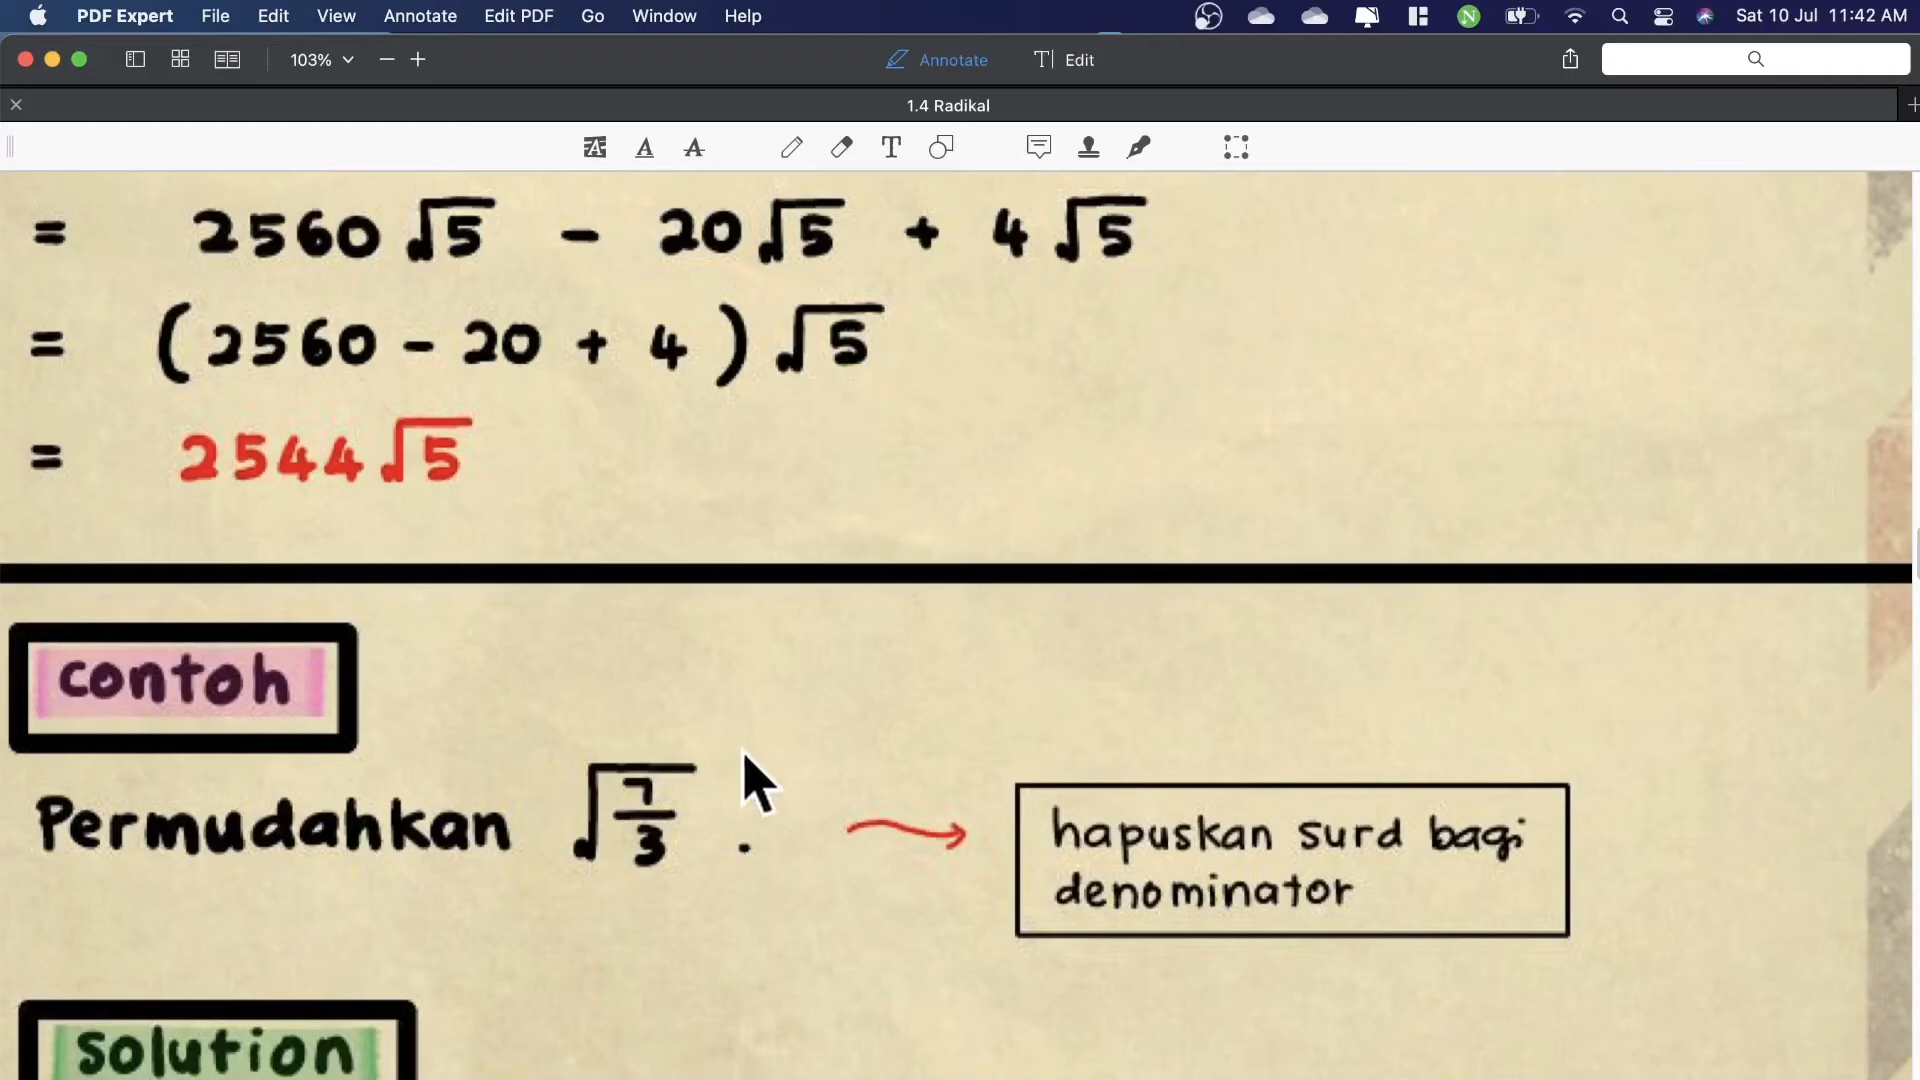 PDF Expert File Edit View Annotate Edit PDF Go Window Help Sat 10 Jul 11:42 AM
103% Annotate Edit
1.4 Radikal
= 2560√5 - 20√5 + 4√5
= (2560 - 20 + 4)√5
= 2544√5
contoh
Permudahkan √(7/3) .
hapuskan surd bagi
denominator
solution